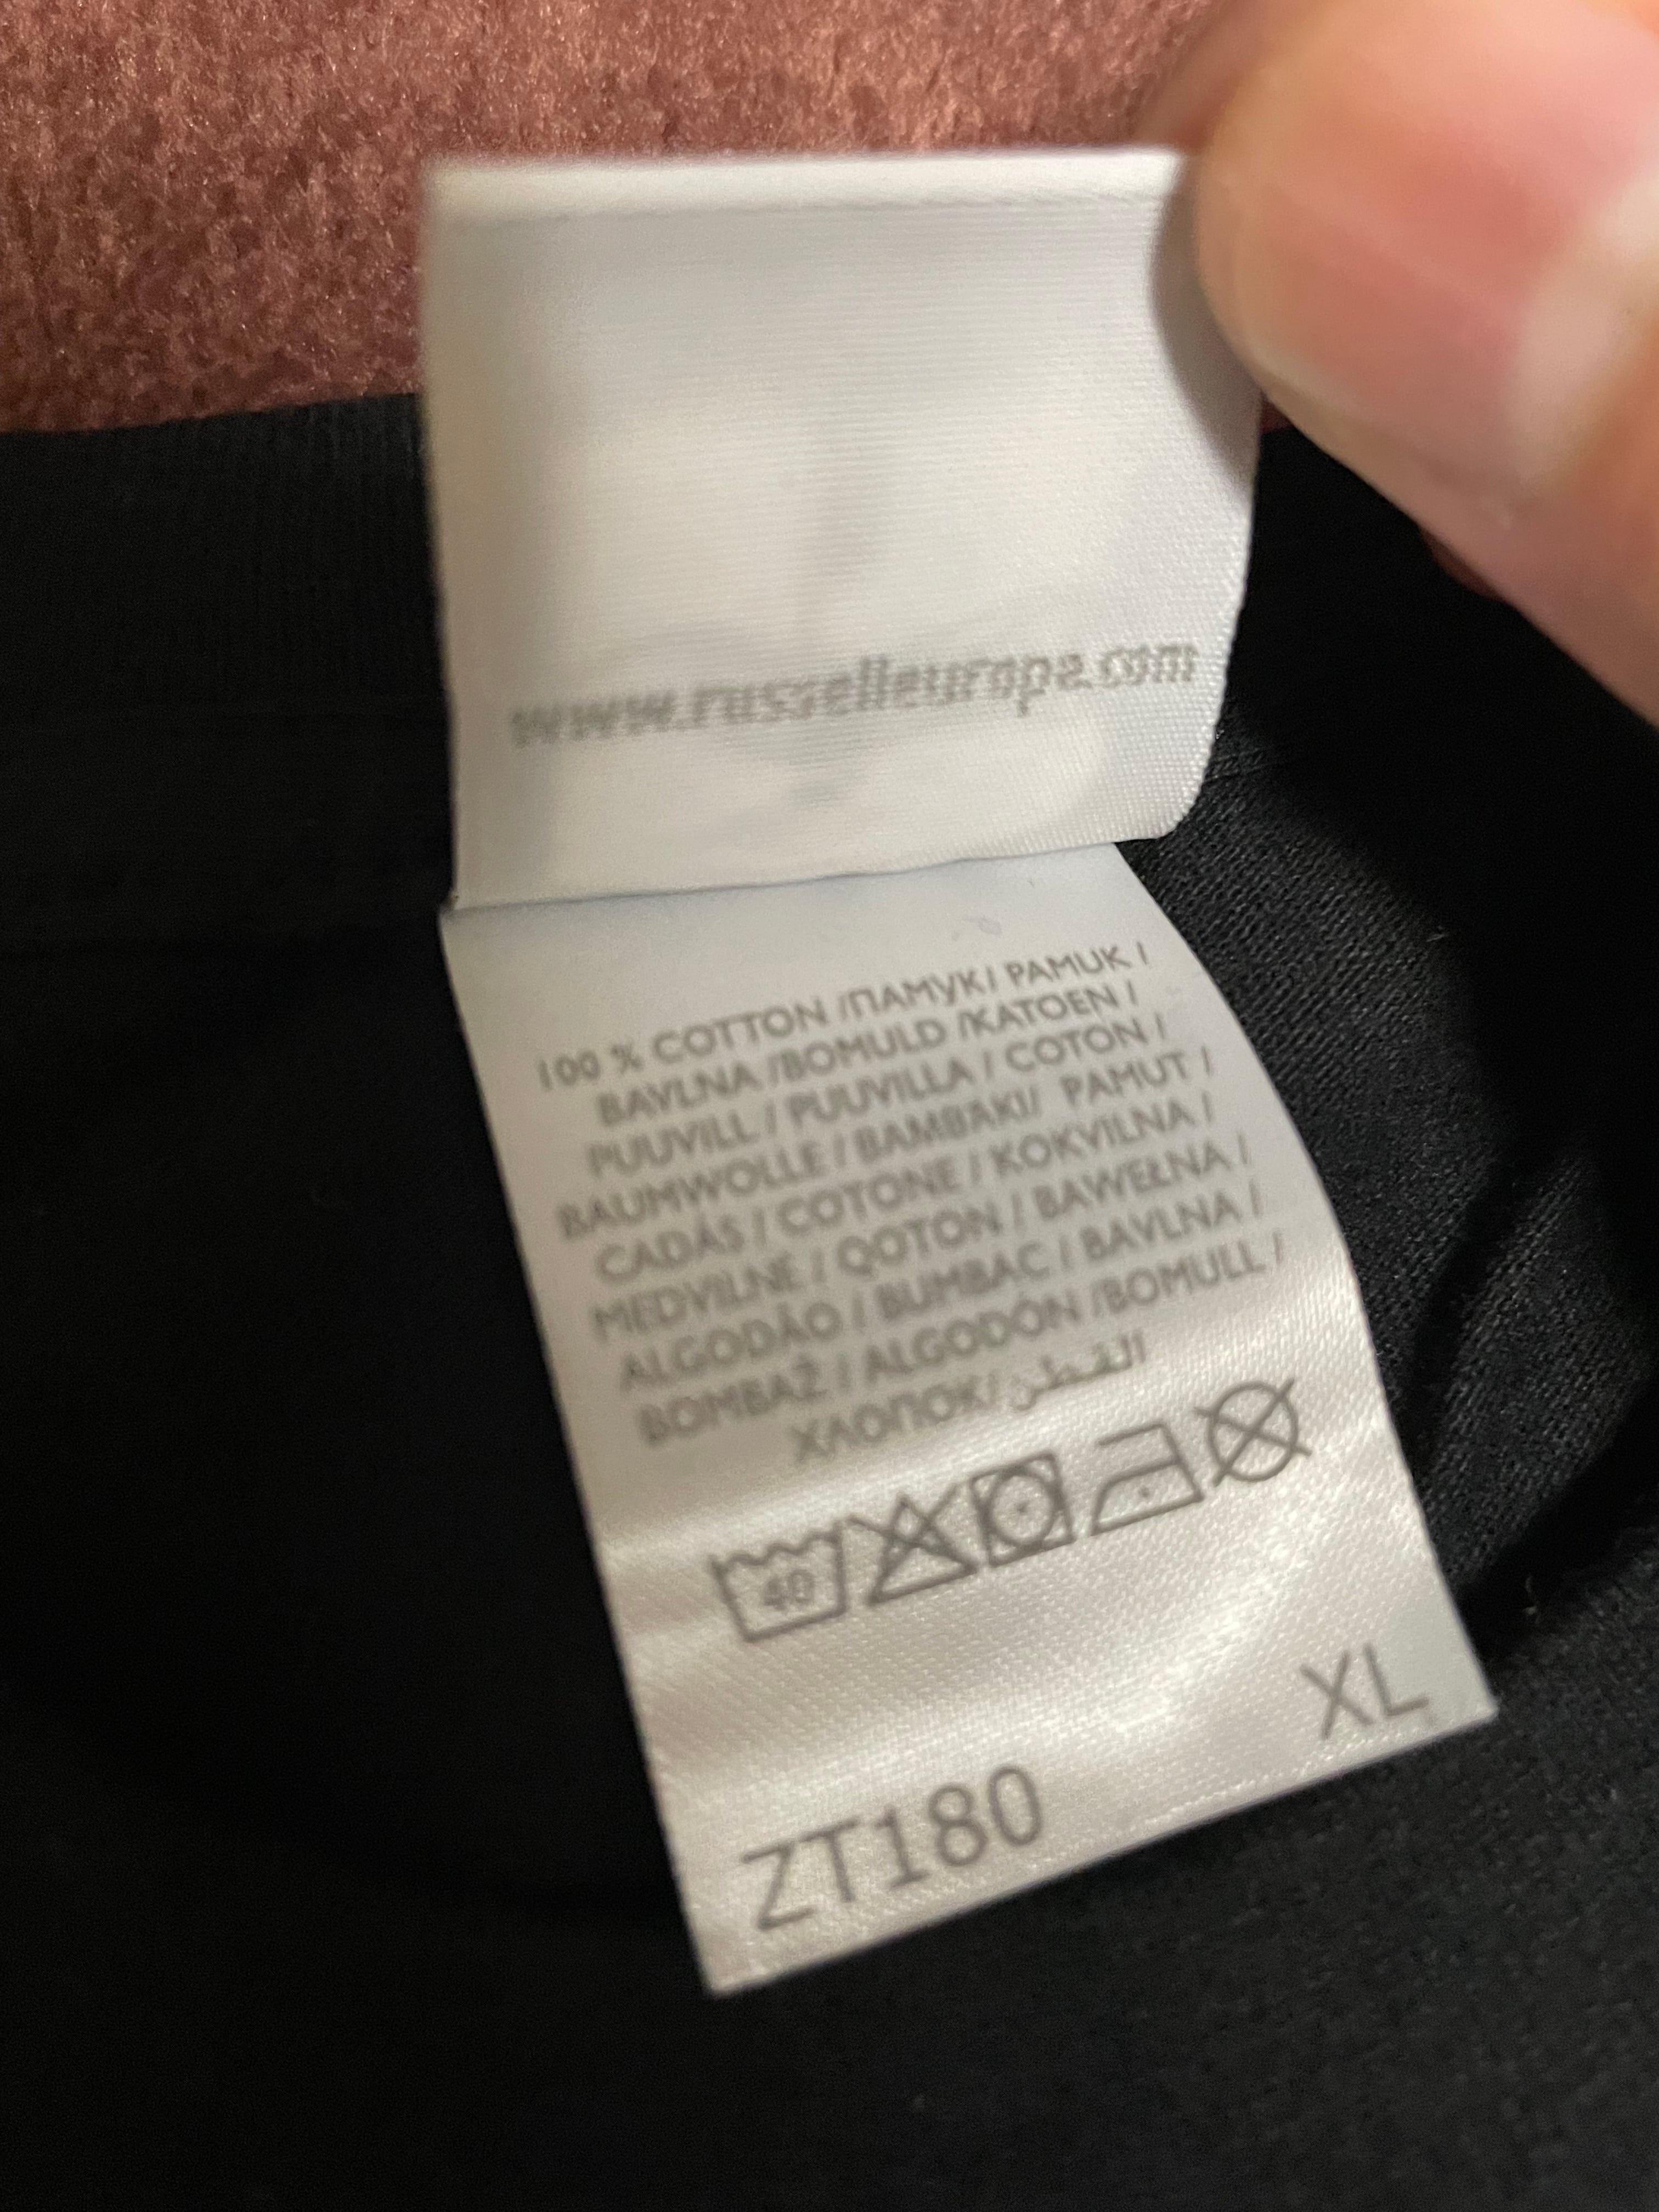 www.russelleurope.com
100 % COTTON /ПАМУК/ PAMUK /
BAVLNA /BOMULD /KATOEN /
PUUVILL / PUUVILLA / COTON /
BAUMWOLLE / BAMBAKI/ PAMUT /
CADÁS / COTONE / KOKVILNA /
MEDVILNĖ / QOTON / BAWEŁNA /
ALGODÃO / BUMBAC / BAVLNA /
BOMBAŽ / ALGODÓN /BOMULL /
ХЛОПОК/القطن
40
XL
ZT180